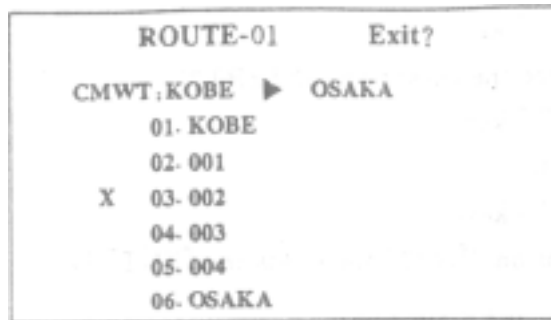 ROUTE-01 Exit?
CMWT:KOBE ▶ OSAKA
01- KOBE
02- 001
X 03- 002
04- 003
05- 004
06- OSAKA